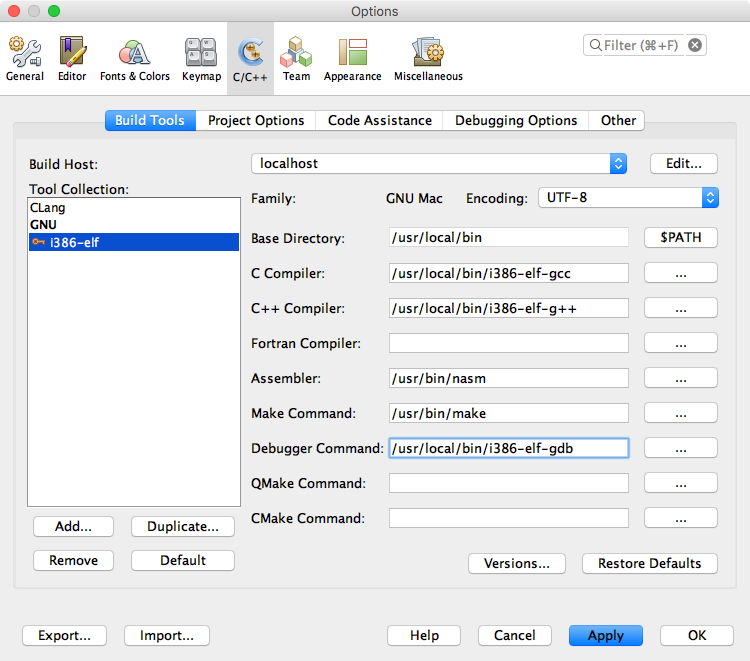 Options
General
Editor
Fonts & Colors
Keymap
C/C++
Team
Appearance
Miscellaneous
Filter (⌘+F)
Build Tools
Project Options
Code Assistance
Debugging Options
Other
Build Host:
localhost
Edit...
Tool Collection:
CLang
GNU
i386-elf
Family:
GNU Mac
Encoding:
UTF-8
Base Directory:
/usr/local/bin
$PATH
C Compiler:
/usr/local/bin/i386-elf-gcc
...
C++ Compiler:
/usr/local/bin/i386-elf-g++
...
Fortran Compiler:
...
Assembler:
/usr/bin/nasm
...
Make Command:
/usr/bin/make
...
Debugger Command:
/usr/local/bin/i386-elf-gdb
...
QMake Command:
...
CMake Command:
...
Add...
Duplicate...
Remove
Default
Versions...
Restore Defaults
Export...
Import...
Help
Cancel
Apply
OK